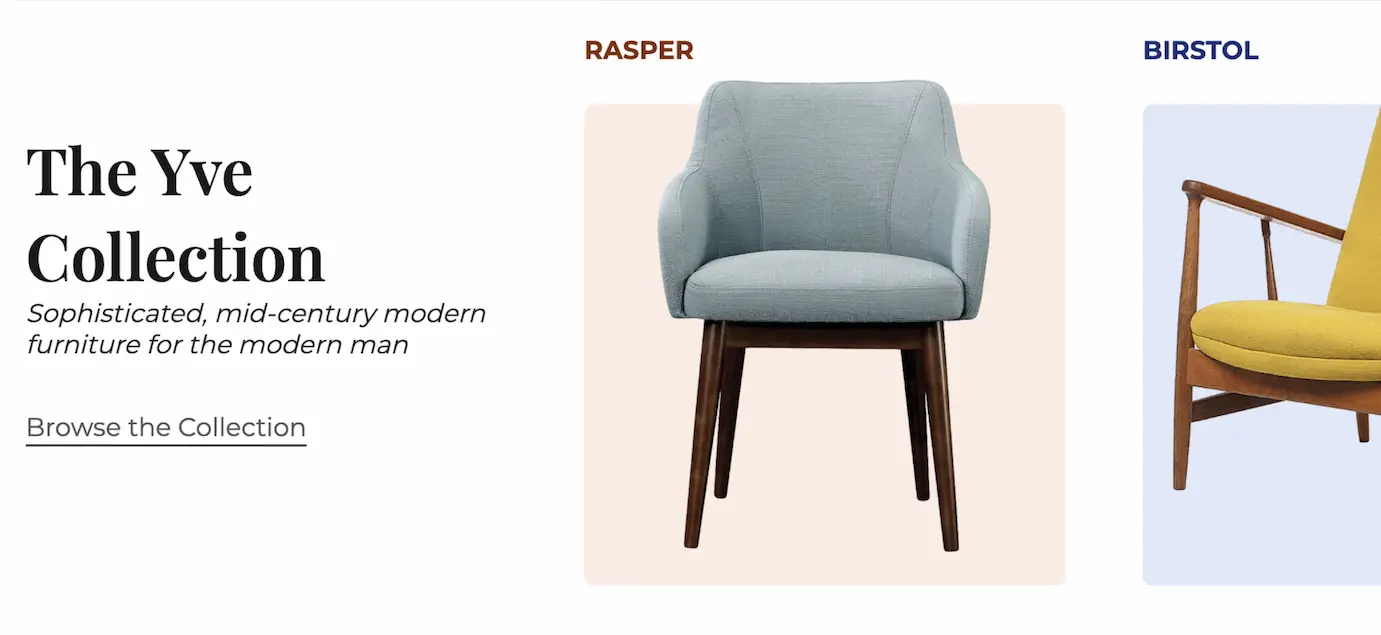 The Yve
Collection
Sophisticated, mid-century modern
furniture for the modern man
Browse the Collection
RASPER
BIRSTOL